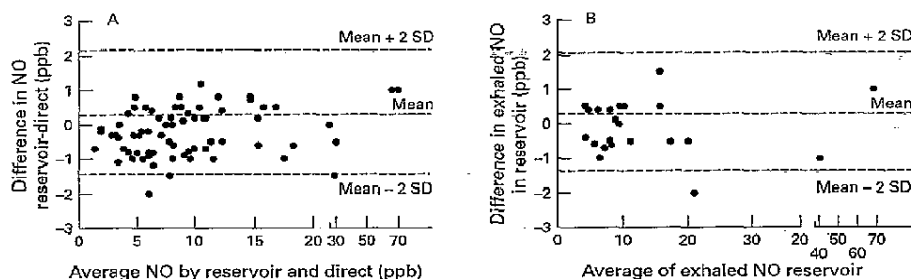 A
3
2
1
0
−1
−2
−3
Difference in NO
reservoir-direct (ppb)
Mean + 2 SD
Mean
Mean − 2 SD
0
5
10
15
20
30
50
70
Average NO by reservoir and direct (ppb)
B
3
2
1
0
−1
−2
−3
Difference in exhaled NO
in reservoir (ppb)
Mean + 2 SD
Mean
Mean − 2 SD
0
10
20
30
20
40
50
60
70
80
90
Average of exhaled NO reservoir